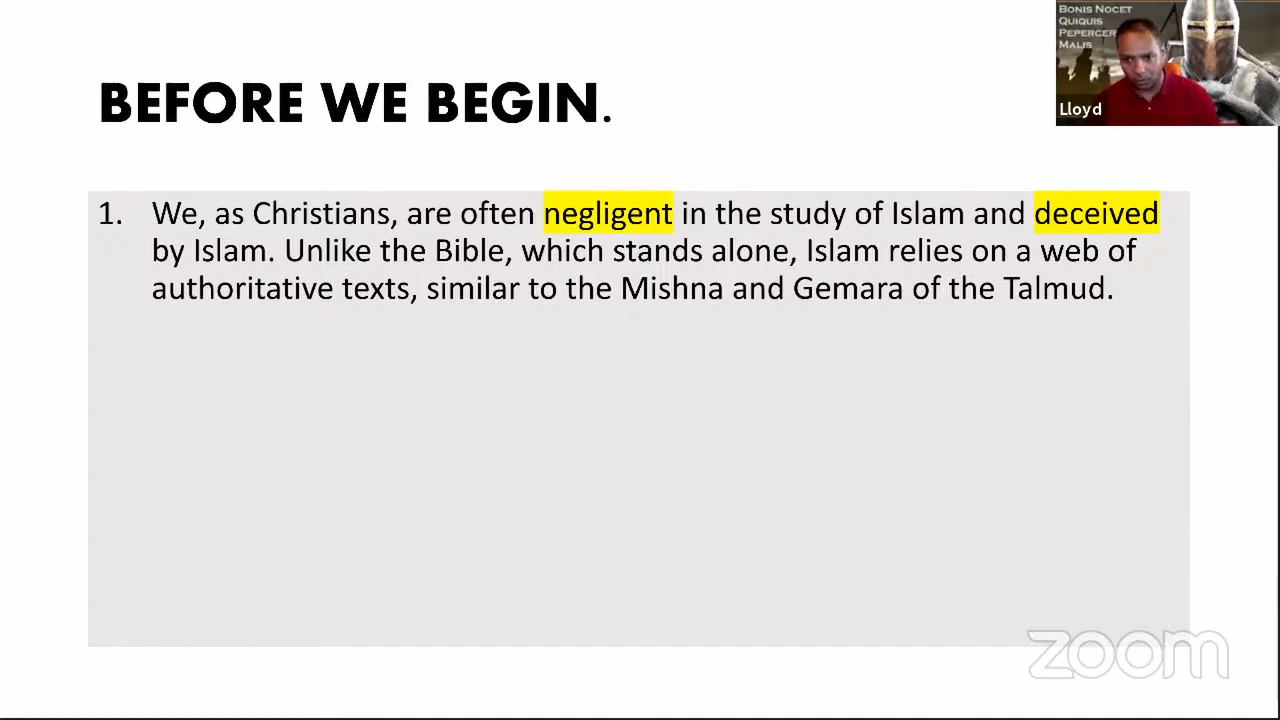 BONIS NOCET
QUIQUIS
PEPERCER
MALIS
Lloyd
BEFORE WE BEGIN.
1. We, as Christians, are often negligent in the study of Islam and deceived
by Islam. Unlike the Bible, which stands alone, Islam relies on a web of
authoritative texts, similar to the Mishna and Gemara of the Talmud.
zoom